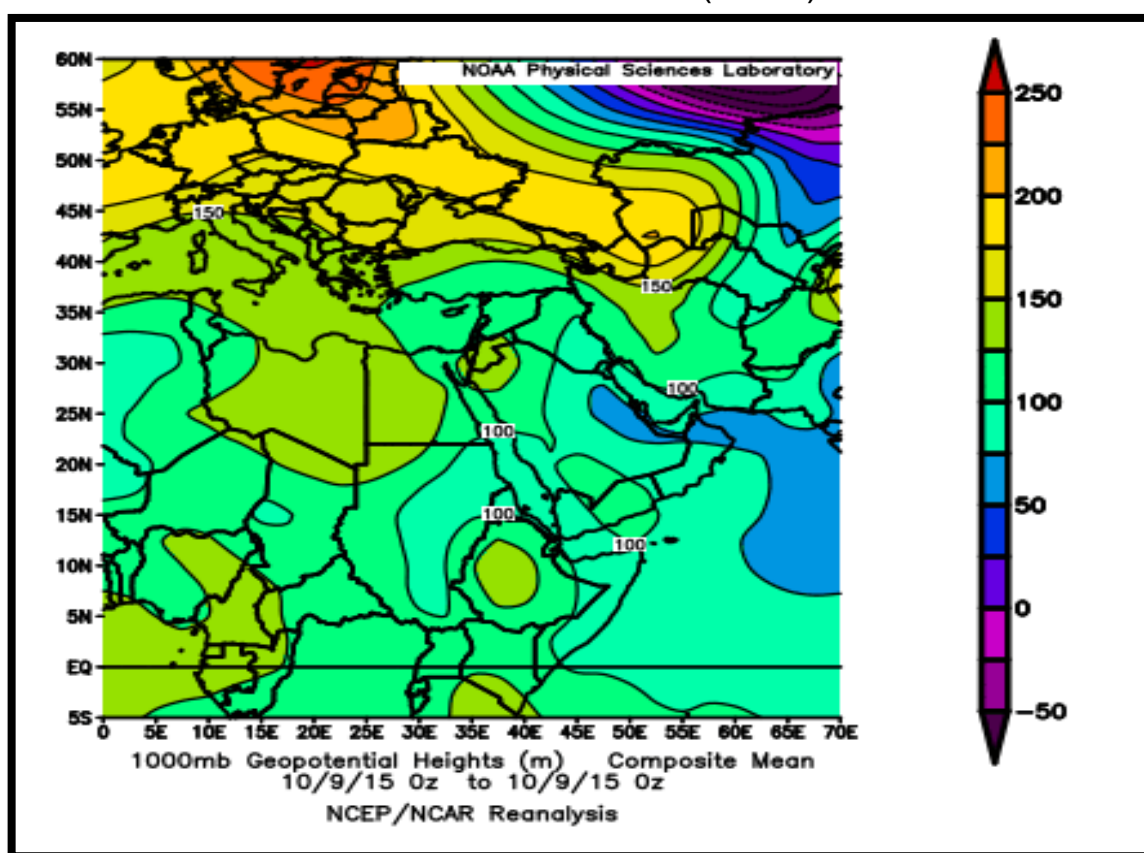 60N
NOAA Physical Sciences Laboratory
55N
50N
45N
40N
35N
30N
25N
20N
15N
10N
5N
EQ
5S
150
150
100
100
100
100
0 5E 10E 15E 20E 25E 30E 35E 40E 45E 50E 55E 60E 65E 70E
1000mb Geopotential Heights (m) Composite Mean
10/9/15 0z to 10/9/15 0z
NCEP/NCAR Reanalysis
250
200
150
100
50
0
-50